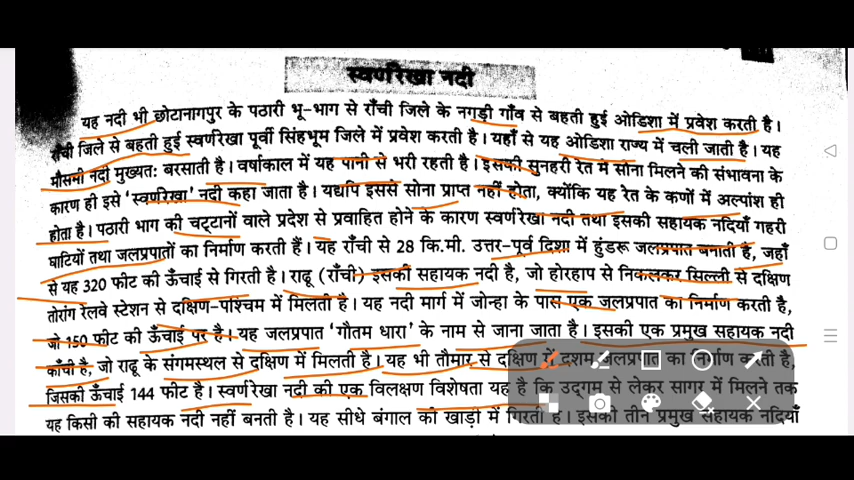 स्वर्णरेखा नदी
यह नदी भी छोटानागपुर के पठारी भू-भाग से राँची जिले के नगड़ी गाँव से बहती हुई ओडिशा में प्रवेश करती है।
राँची जिले से बहती हुई स्वर्णरेखा पूर्वी सिंहभूम जिले में प्रवेश करती है। यहाँ से यह ओडिशा राज्य में चली जाती है। यह
मौसमी नदी मुख्यतः बरसाती है। वर्षाकाल में यह पानी से भरी रहती है। इसकी सुनहरी रेत में सोना मिलने की संभावना के
कारण ही इसे 'स्वर्णरेखा' नदी कहा जाता है। यद्यपि इससे सोना प्राप्त नहीं होता, क्योंकि यह रेत के कणों में अल्पांश ही
होता है। पठारी भाग की चट्टानों वाले प्रदेश से प्रवाहित होने के कारण स्वर्णरेखा नदी तथा इसकी सहायक नदियाँ गहरी
घाटियों तथा जलप्रपातों का निर्माण करती हैं। यह राँची से 28 कि.मी. उत्तर-पूर्व दिशा में हुंडरू जलप्रपात बनाती है, जहाँ
से यह 320 फीट की ऊँचाई से गिरती है। राढू (राँची) इसकी सहायक नदी है, जो होरहाप से निकलकर सिल्ली से दक्षिण
तोरांग रेलवे स्टेशन से दक्षिण-पश्चिम में मिलती है। यह नदी मार्ग में जोन्हा के पास एक जलप्रपात का निर्माण करती है,
जो 150 फीट की ऊँचाई पर है। यह जलप्रपात 'गौतम धारा' के नाम से जाना जाता है। इसकी एक प्रमुख सहायक नदी
काँची है, जो राढू के संगमस्थल से दक्षिण में मिलती है। यह भी तौमार से दक्षिण में दशम जलप्रपात का निर्माण करती है,
जिसकी ऊँचाई 144 फीट है। स्वर्णरेखा नदी की एक विलक्षण विशेषता यह है कि उद्गम से लेकर सागर में मिलने तक
यह किसी की सहायक नदी नहीं बनती है। यह सीधे बंगाल की खाड़ी में गिरती है। इसकी तीन प्रमुख सहायक नदियाँ